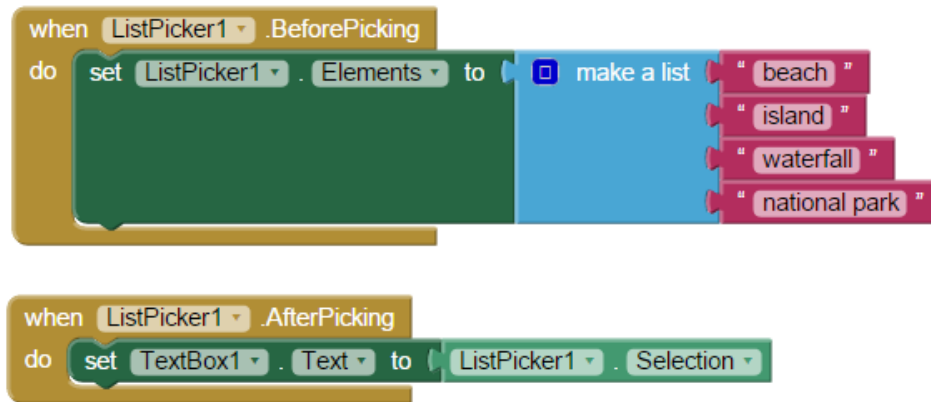 when ListPicker1 .BeforePicking
do set ListPicker1 . Elements to make a list " beach "
" island "
" waterfall "
" national park "
when ListPicker1 .AfterPicking
do set TextBox1 . Text to ListPicker1 . Selection